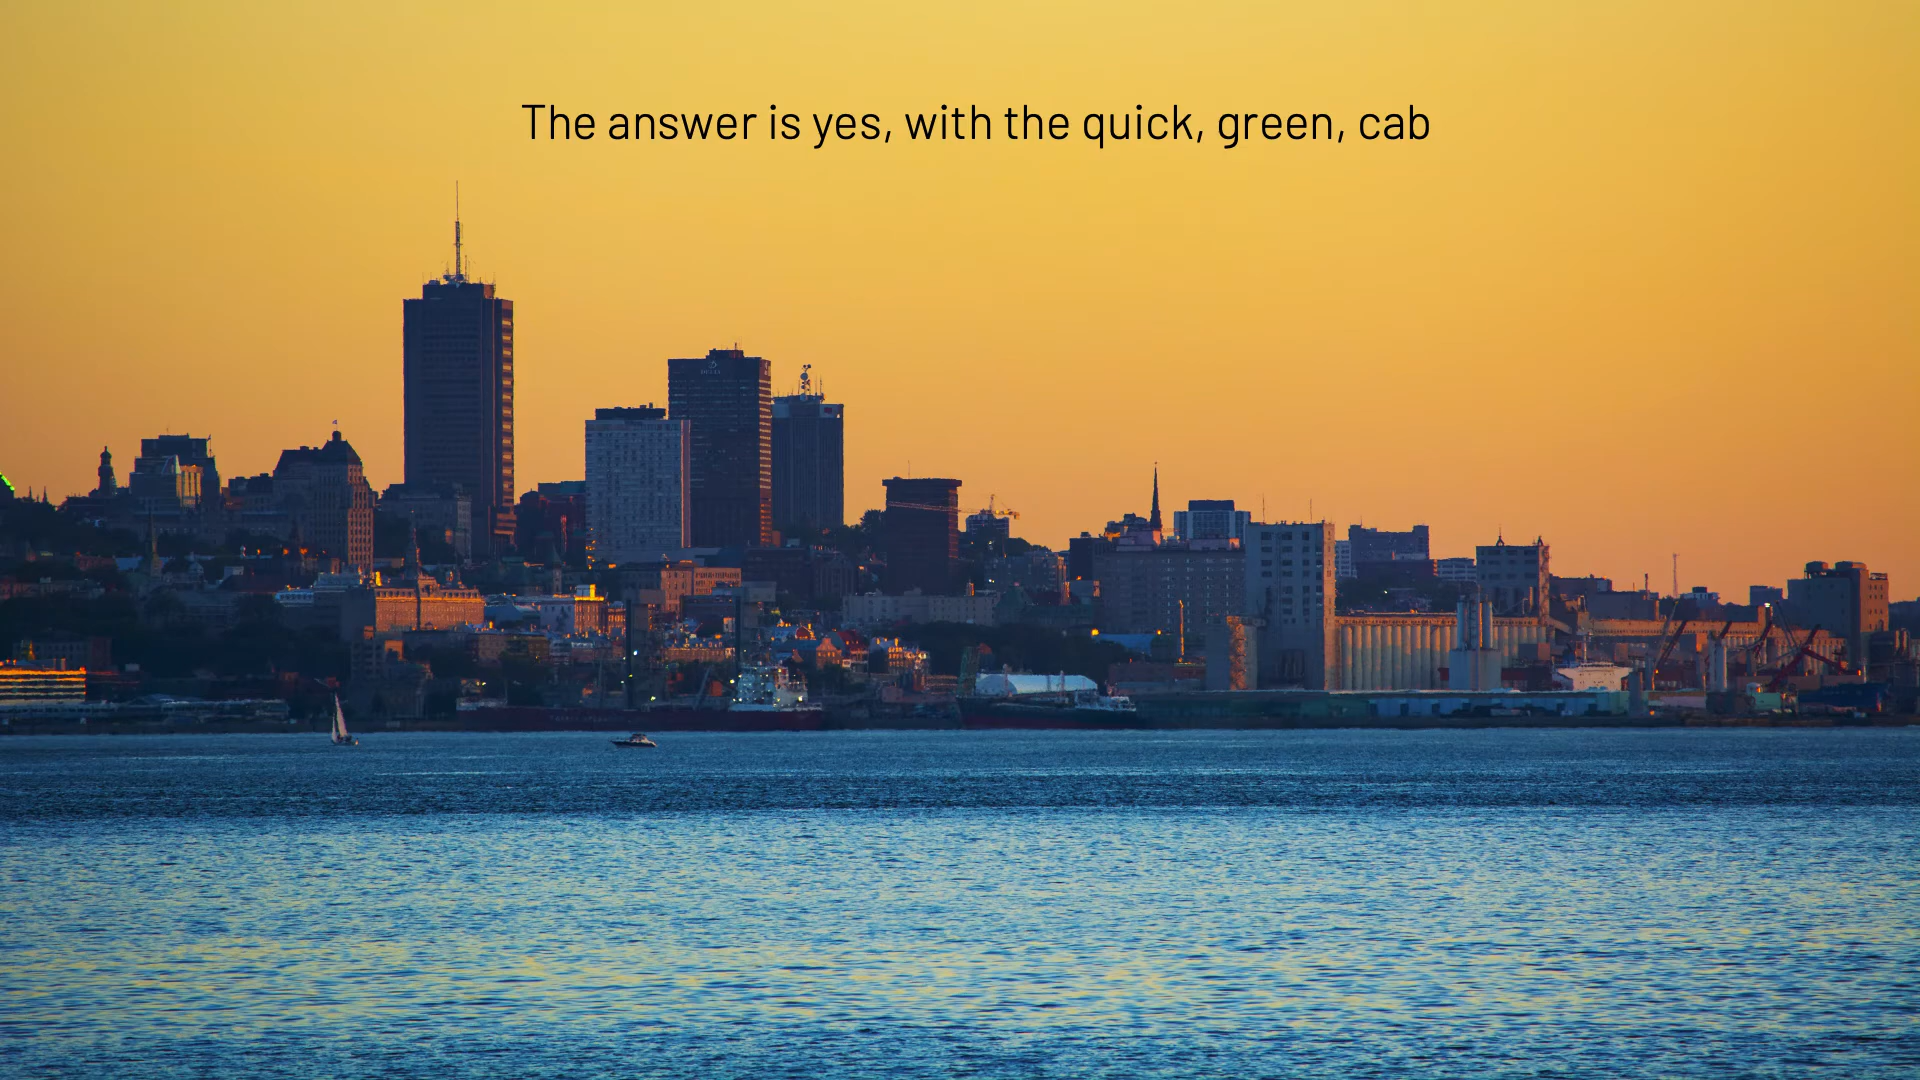 The answer is yes, with the quick, green, cab